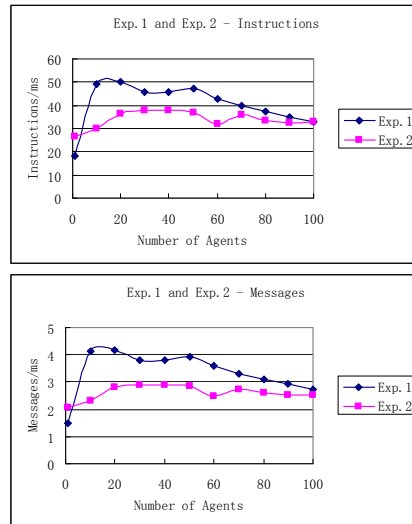 Exp.1 and Exp.2 - Instructions
60
50
40
30
20
10
0
Instructions/ms
0 20 40 60 80 100
Number of Agents
Exp.1
Exp.2
Exp.1 and Exp.2 - Messages
5
4
3
2
1
0
Messages/ms
0 20 40 60 80 100
Number of Agents
Exp.1
Exp.2